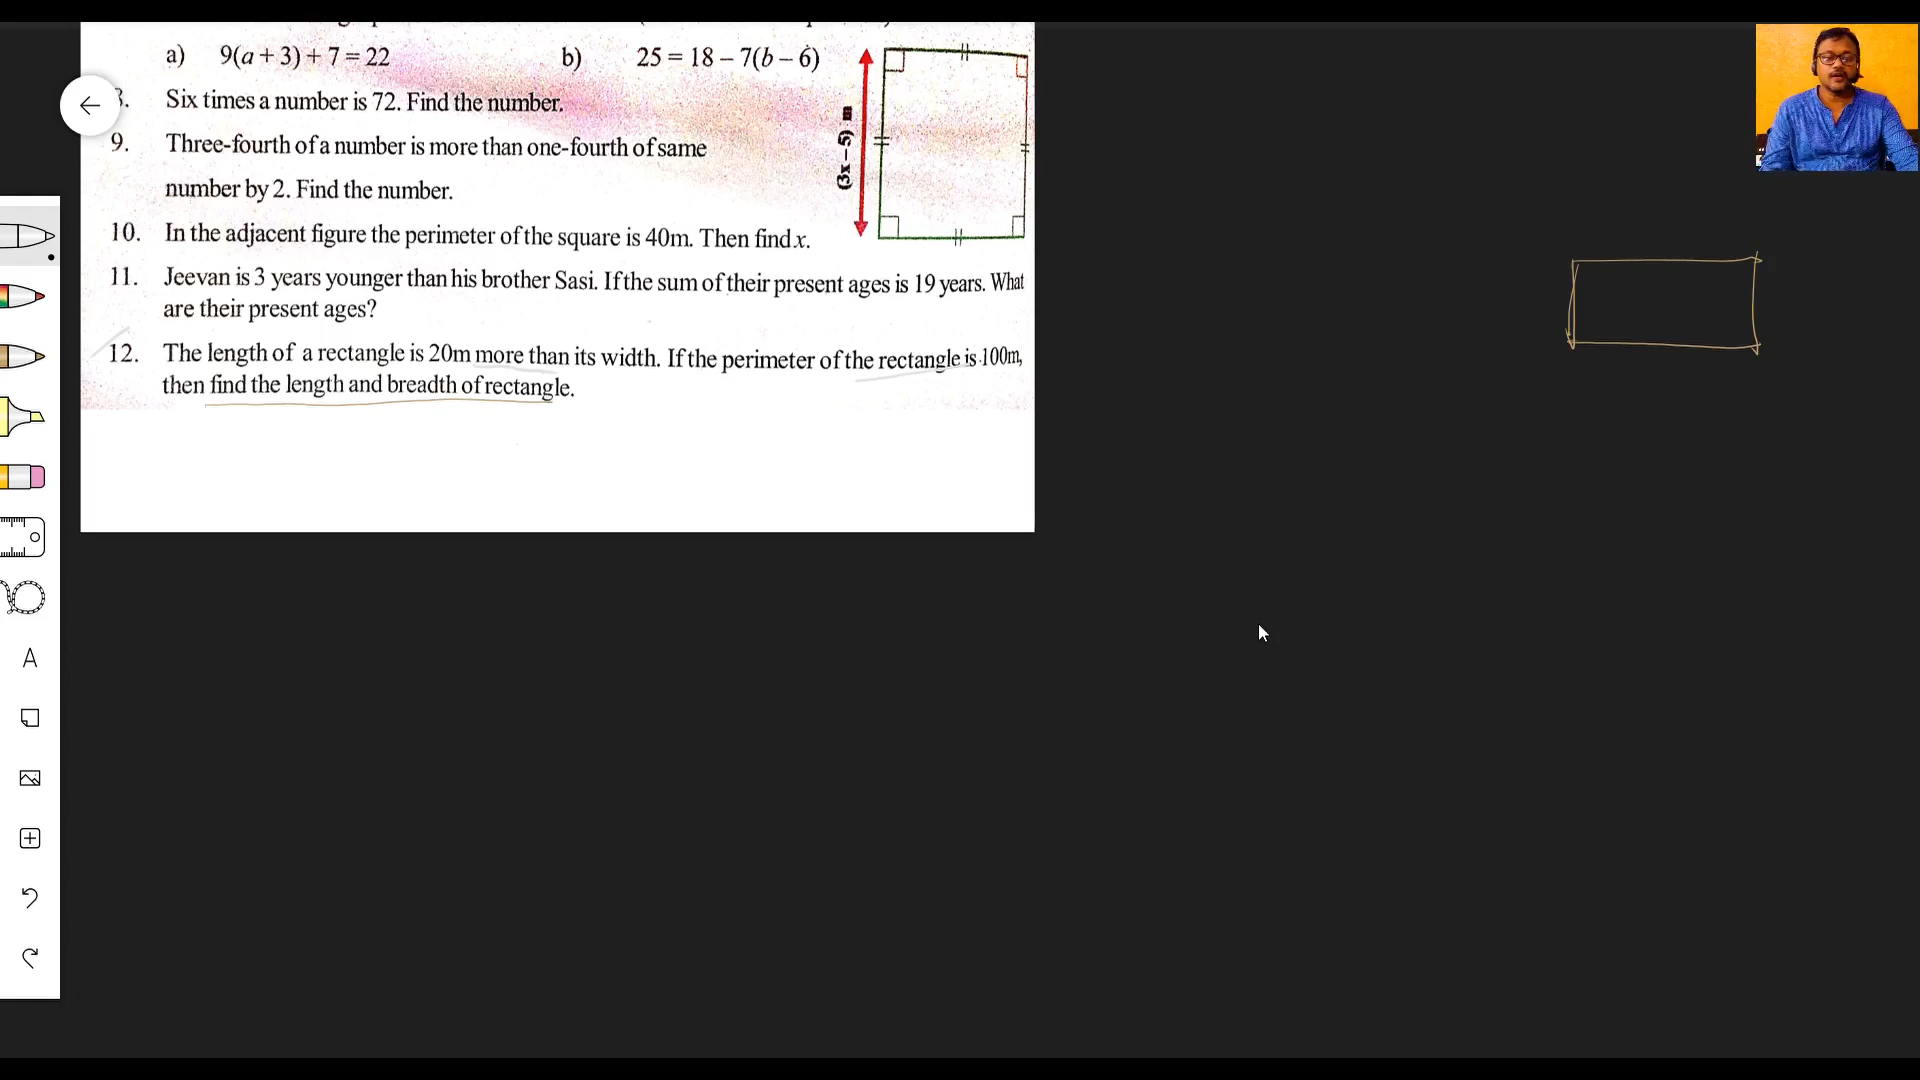 a) 9(a + 3) + 7 = 22 b) 25 = 18 – 7(b – 6)
Six times a number is 72. Find the number.
9. Three-fourth of a number is more than one-fourth of same
number by 2. Find the number.
(3x – 5) m
10. In the adjacent figure the perimeter of the square is 40m. Then find x.
11. Jeevan is 3 years younger than his brother Sasi. If the sum of their present ages is 19 years. What
are their present ages?
12. The length of a rectangle is 20m more than its width. If the perimeter of the rectangle is 100m,
then find the length and breadth of rectangle.
A